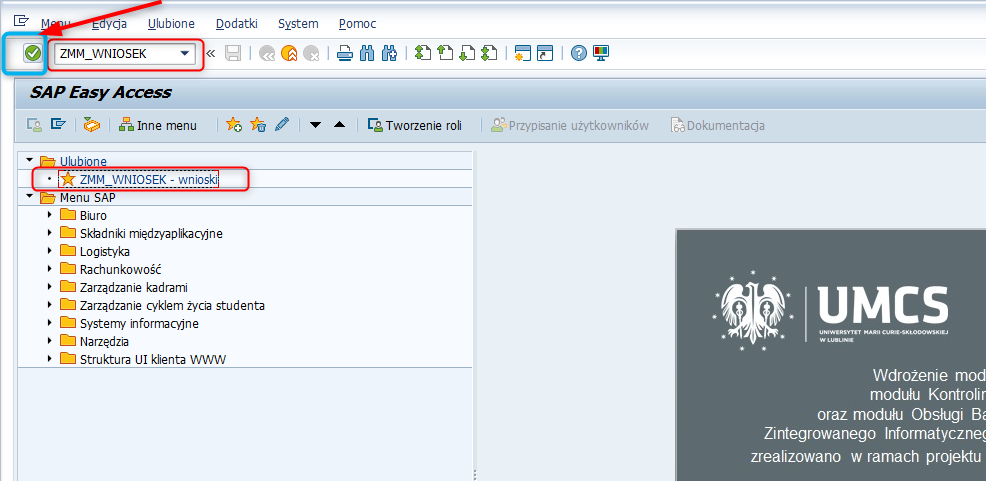 Menu Edycja Ulubione Dodatki System Pomoc
ZMM_WNIOSEK
SAP Easy Access
Inne menu Tworzenie roli Przypisanie użytkowników Dokumentacja
Ulubione
ZMM_WNIOSEK - wnioski
Menu SAP
Biuro
Składniki międzyaplikacyjne
Logistyka
Rachunkowość
Zarządzanie kadrami
Zarzadzanie cyklem życia studenta
Systemy informacyjne
Narzędzia
Struktura UI klienta WWW
UMCS
UNIWERSYTET MARII CURIE-SKŁODOWSKIEJ
W LUBLINIE
Wdrożenie mod
modułu Kontrolin
oraz modułu Obsługi Ba
Zintegrowanego Informatyczneg
zrealizowano w ramach projektu